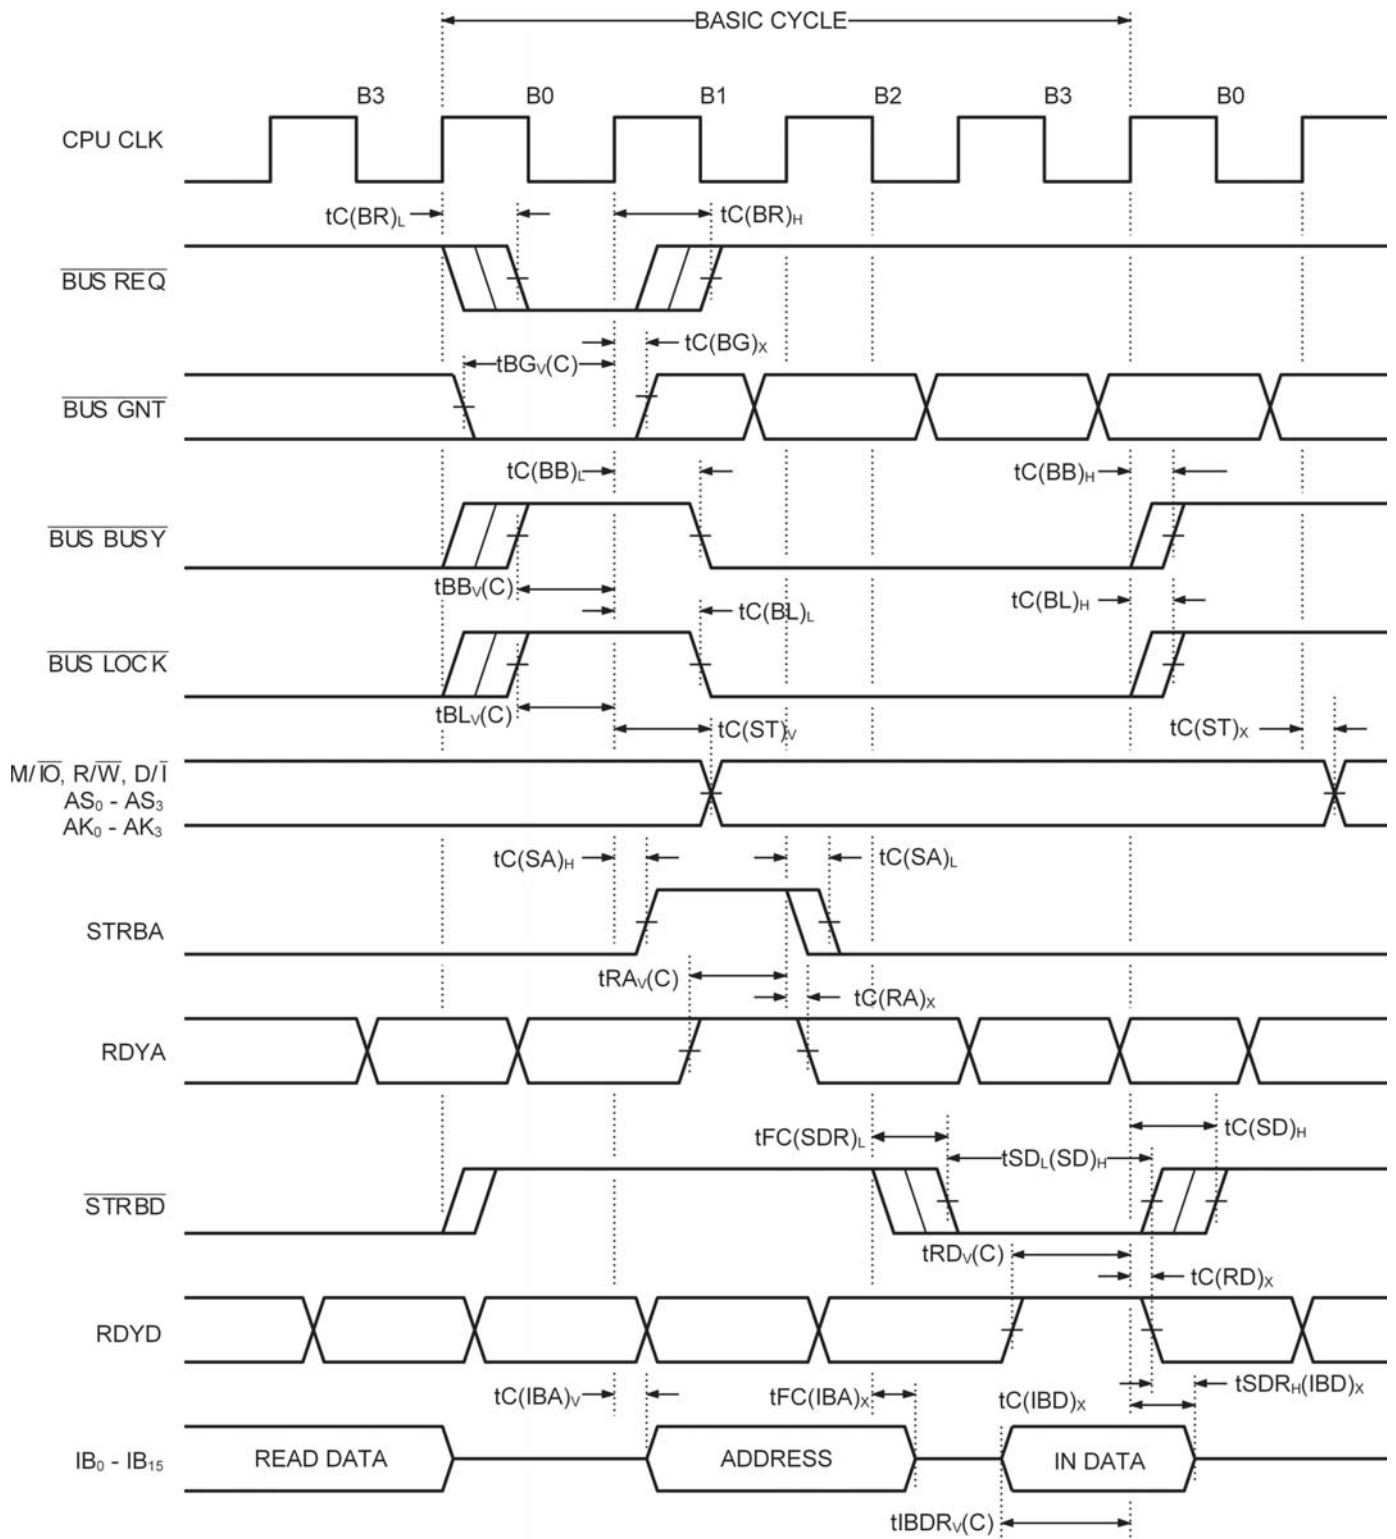 BASIC CYCLE
B3 B0 B1 B2 B3 B0
CPU CLK
tC(BR)L tC(BR)H
BUS REQ
tC(BG)X
tBGV(C)
BUS GNT
tC(BB)L tC(BB)H
BUS BUSY
tBBV(C)
tC(BL)L tC(BL)H
BUS LOCK
tBLV(C)
tC(ST)V tC(ST)X
M/IO, R/W, D/I
AS0 - AS3
AK0 - AK3
tC(SA)H tC(SA)L
STRBA
tRAV(C)
tC(RA)X
RDYA
tFC(SDR)L tC(SD)H
tSDL(SD)H
STRBD
tRDV(C)
tC(RD)X
RDYD
tC(IBA)V tFC(IBA)X tC(IBD)X tSDRH(IBD)X
IB0 - IB15 READ DATA ADDRESS IN DATA
tIBDRV(C)